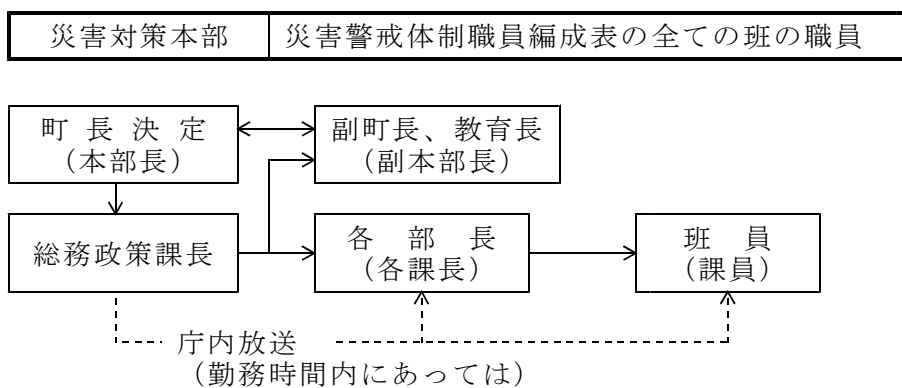 災害対策本部 災害警戒体制職員編成表の全ての班の職員
町長決定
（本部長）
副町長、教育長
（副本部長）
総務政策課長
各部長
（各課長）
班員
（課員）
庁内放送
（勤務時間内にあっては）